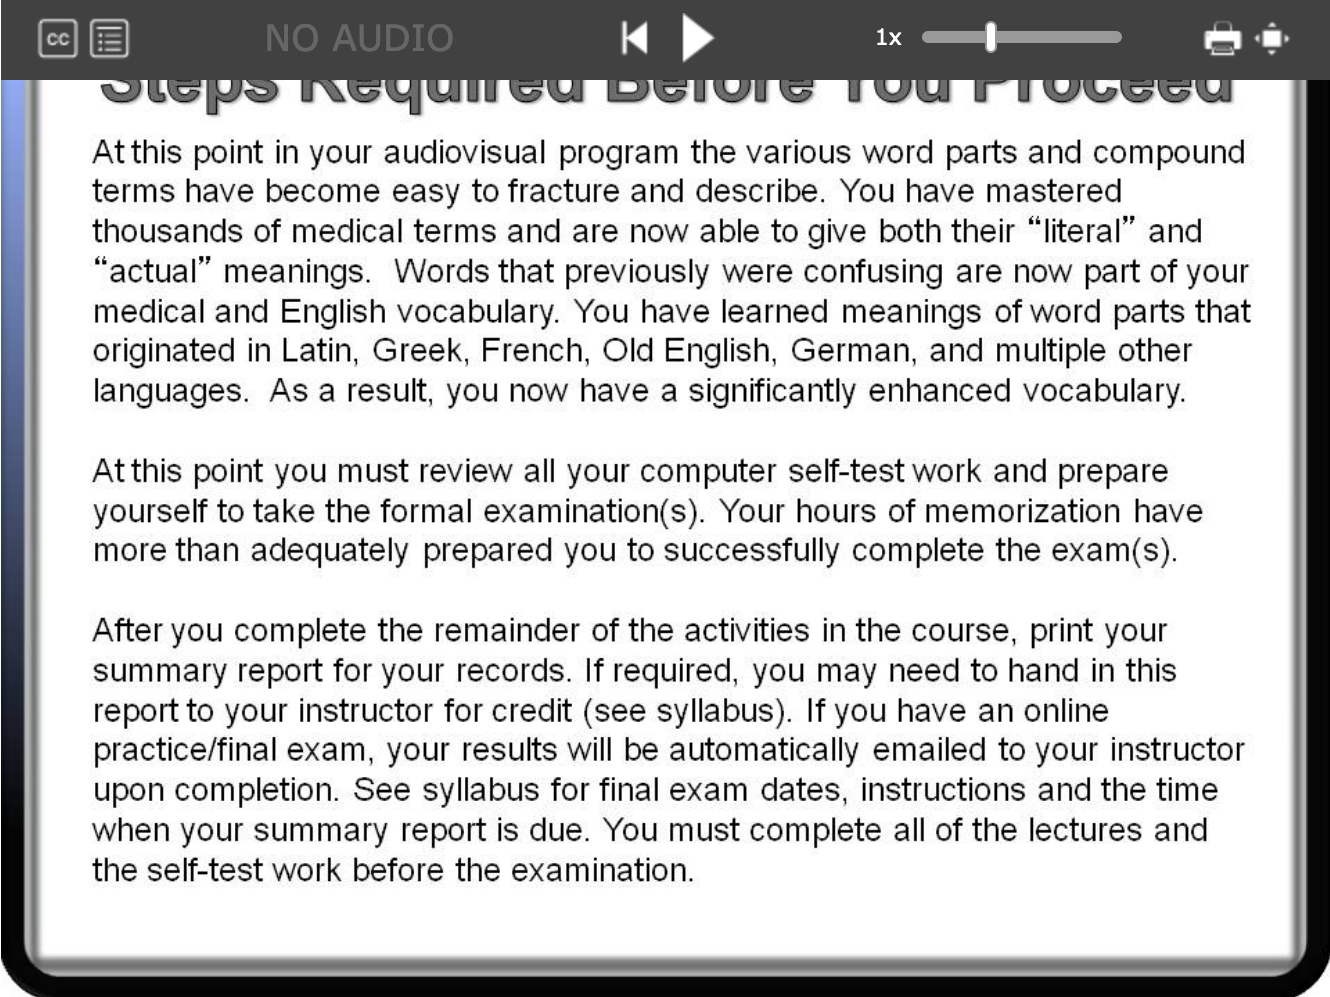 CC
NO AUDIO
1x
Steps Required Before You Proceed
At this point in your audiovisual program the various word parts and compound
terms have become easy to fracture and describe. You have mastered
thousands of medical terms and are now able to give both their “literal” and
“actual” meanings.  Words that previously were confusing are now part of your
medical and English vocabulary. You have learned meanings of word parts that
originated in Latin, Greek, French, Old English, German, and multiple other
languages.  As a result, you now have a significantly enhanced vocabulary.
At this point you must review all your computer self-test work and prepare
yourself to take the formal examination(s). Your hours of memorization have
more than adequately prepared you to successfully complete the exam(s).
After you complete the remainder of the activities in the course, print your
summary report for your records. If required, you may need to hand in this
report to your instructor for credit (see syllabus). If you have an online
practice/final exam, your results will be automatically emailed to your instructor
upon completion. See syllabus for final exam dates, instructions and the time
when your summary report is due. You must complete all of the lectures and
the self-test work before the examination.